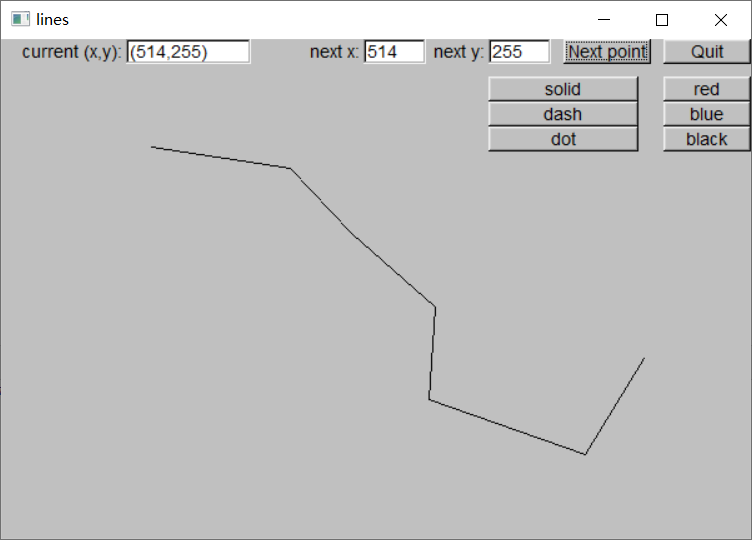 lines
current (x,y): (514,255) next x: 514 next y: 255 Next point Quit
solid red
dash blue
dot black